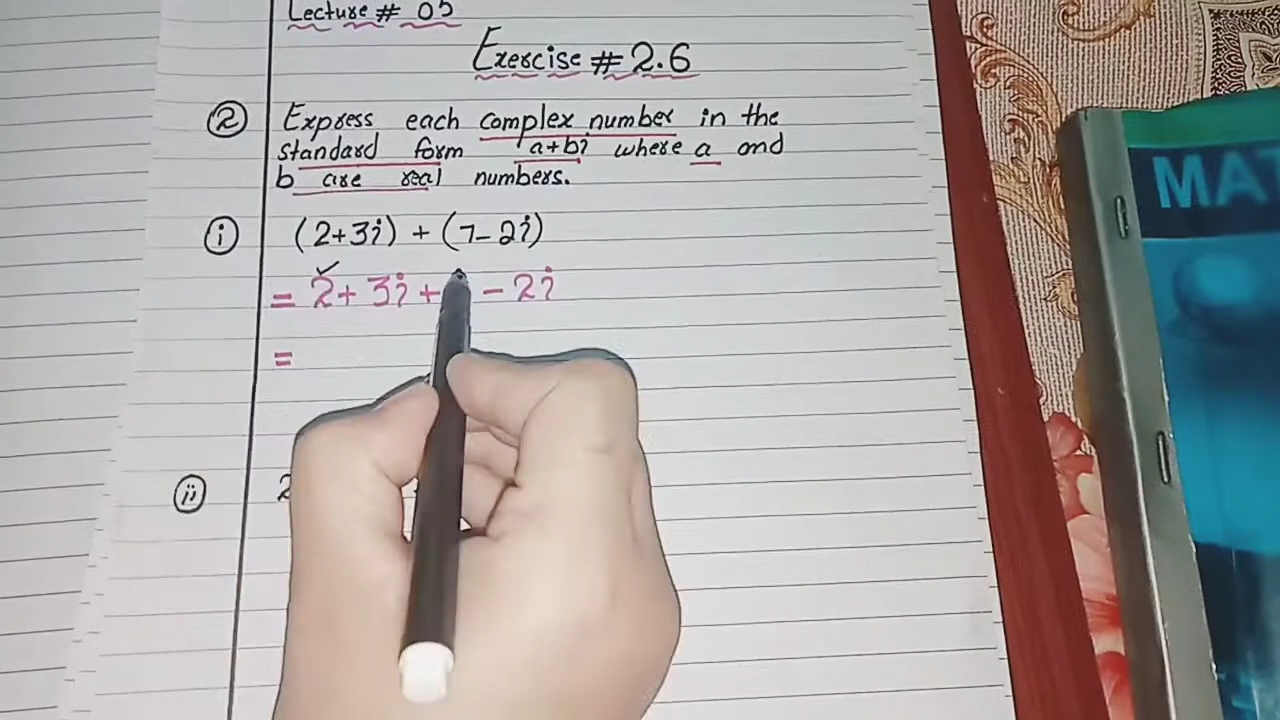 Lecture # 05
Exercise # 2.6
② Express each complex number in the
standard form a+bi where a and
b are real numbers.
ⓘ (2+3i) + (7-2i)
= 2 + 3i + - 2i
=
ⓘⓘ 2
MAT